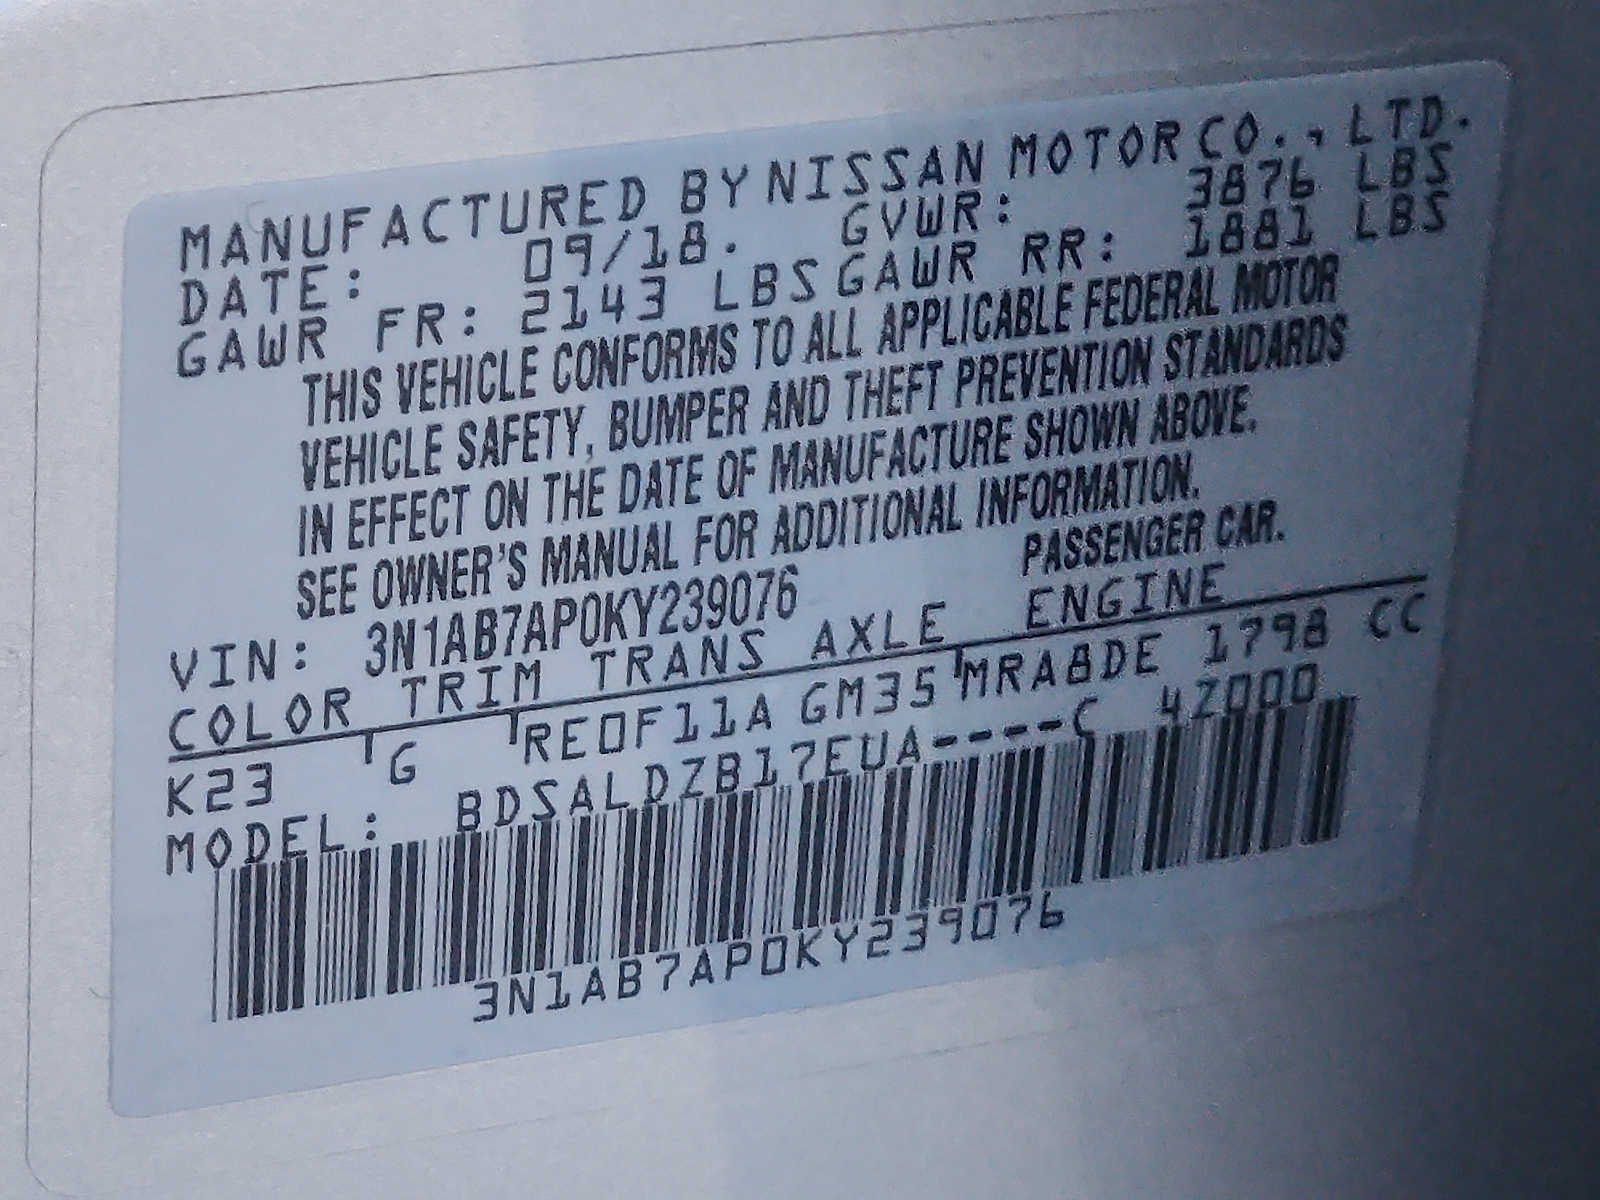 MANUFACTURED BY NISSAN MOTOR CO., LTD.
DATE: 09/18. GVWR: 3876 LBS
GAWR FR: 2143 LBS GAWR RR: 1881 LBS
THIS VEHICLE CONFORMS TO ALL APPLICABLE FEDERAL MOTOR
VEHICLE SAFETY, BUMPER AND THEFT PREVENTION STANDARDS
IN EFFECT ON THE DATE OF MANUFACTURE SHOWN ABOVE.
SEE OWNER'S MANUAL FOR ADDITIONAL INFORMATION.
VIN: 3N1AB7AP0KY239076 PASSENGER CAR.
COLOR TRIM TRANS AXLE ENGINE
K23 G RE0F11A GM35 MRA8DE 1798 CC
MODEL: BDSALDZB17EUA----C 4Z000
3N1AB7AP0KY239076